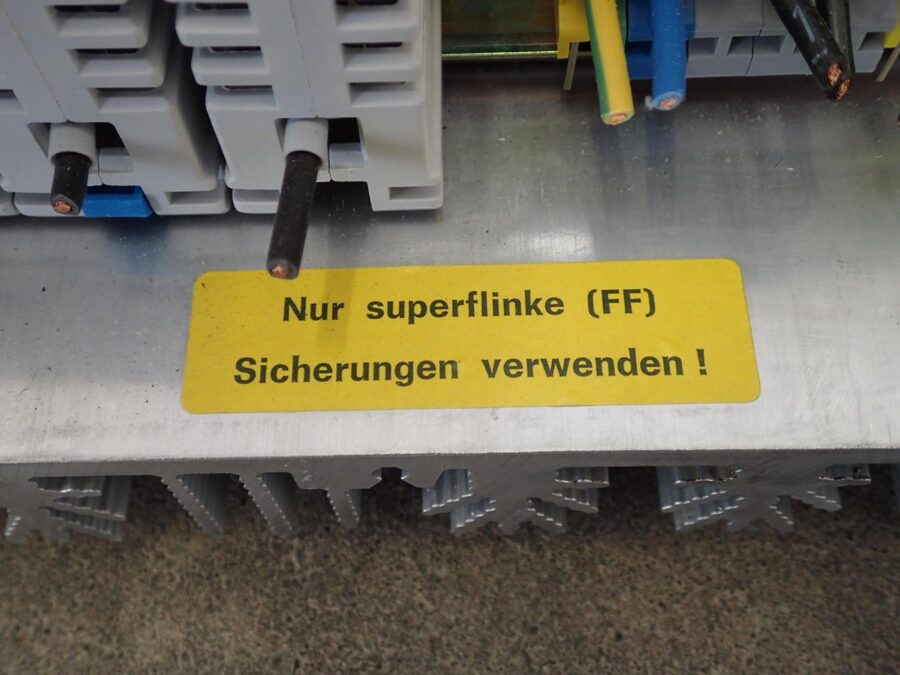 Nur superflinke (FF)
Sicherungen verwenden !